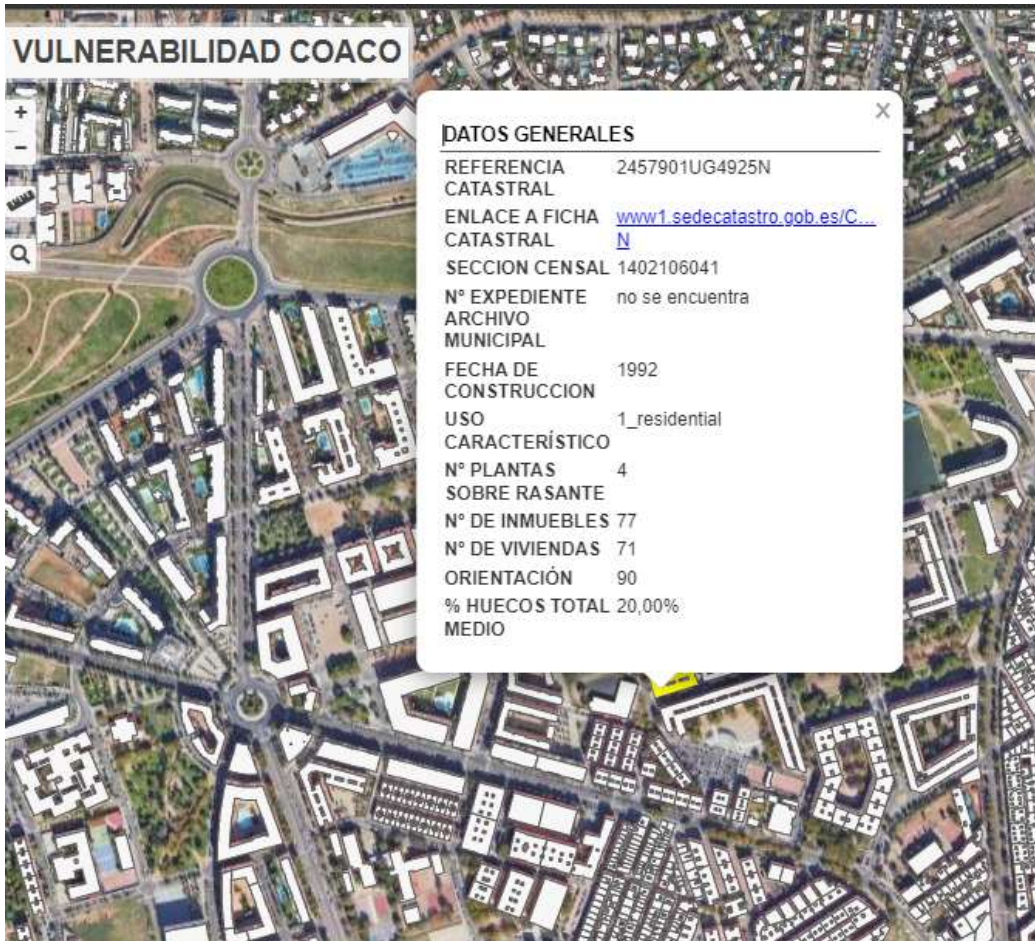 VULNERABILIDAD COACO
+
-
×
DATOS GENERALES
REFERENCIA 2457901UG4925N
CATASTRAL
ENLACE A FICHA www1.sedecatastro.gob.es/C...
CATASTRAL N
SECCION CENSAL 1402106041
Nº EXPEDIENTE no se encuentra
ARCHIVO
MUNICIPAL
FECHA DE 1992
CONSTRUCCION
USO 1_residential
CARACTERÍSTICO
Nº PLANTAS 4
SOBRE RASANTE
Nº DE INMUEBLES 77
Nº DE VIVIENDAS 71
ORIENTACIÓN 90
% HUECOS TOTAL 20,00%
MEDIO